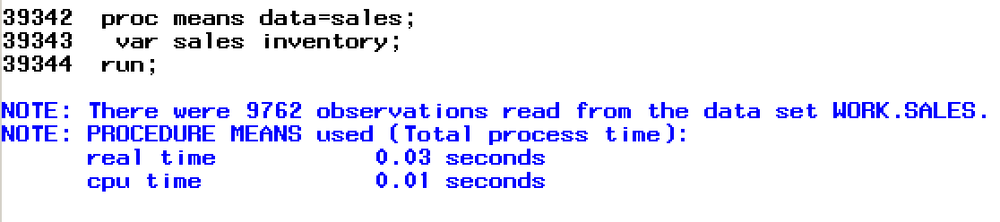 39342  proc means data=sales;
39343   var sales inventory;
39344  run;
NOTE: There were 9762 observations read from the data set WORK.SALES.
NOTE: PROCEDURE MEANS used (Total process time):
      real time           0.03 seconds
      cpu time            0.01 seconds